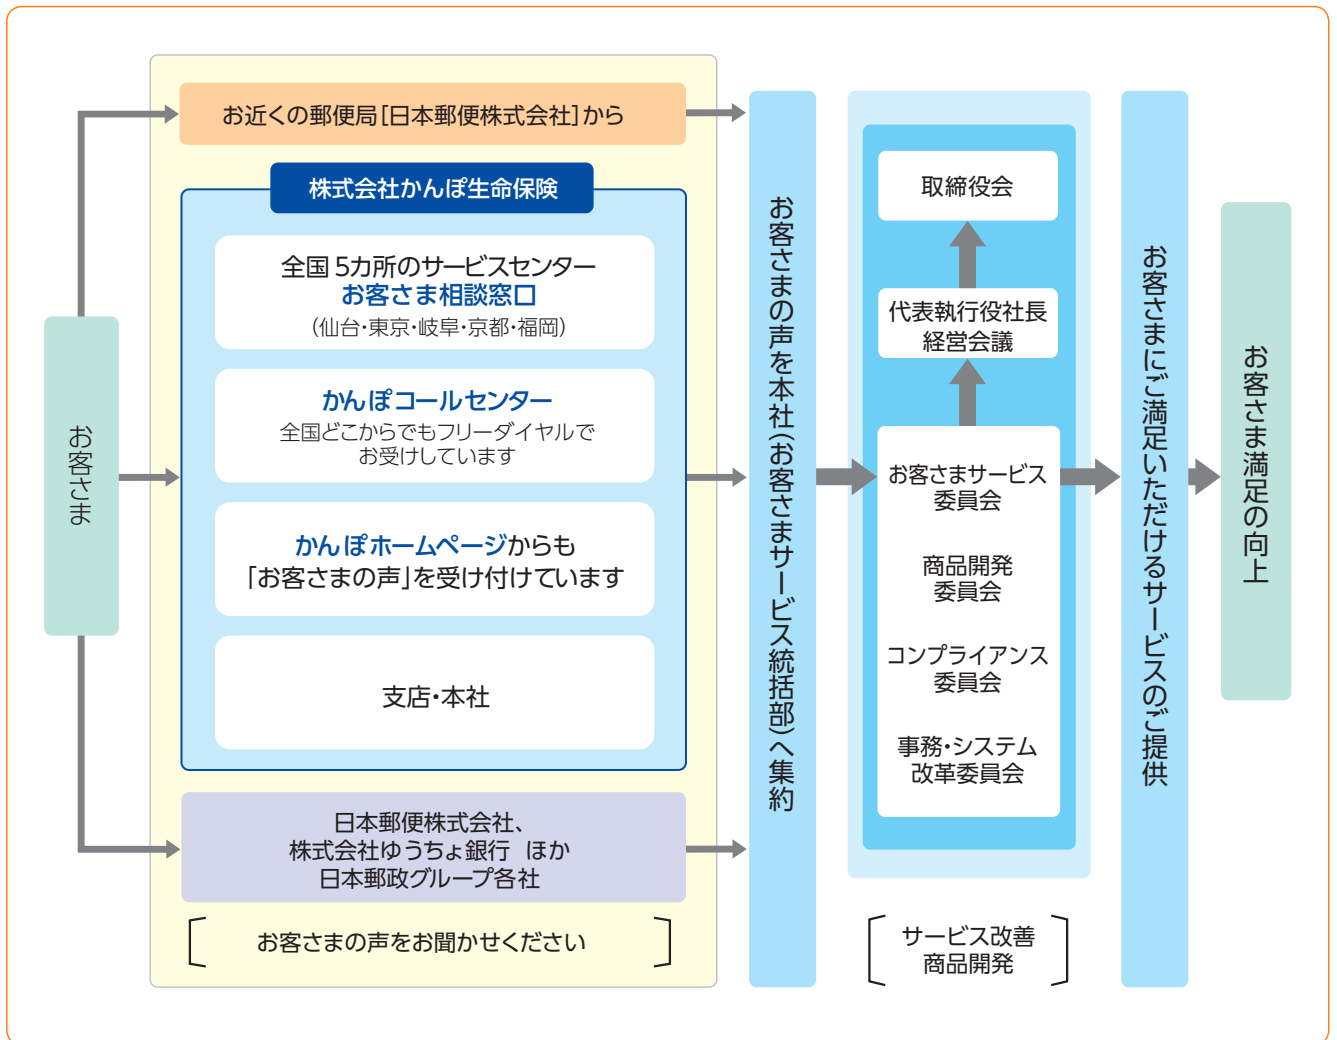 お客さま
お近くの郵便局[日本郵便株式会社]から
株式会社かんぽ生命保険
全国5カ所のサービスセンター
お客さま相談窓口
(仙台・東京・岐阜・京都・福岡)
かんぽコールセンター
全国どこからでもフリーダイヤルで
お受けしています
かんぽホームページからも
「お客さまの声」を受け付けています
支店・本社
日本郵便株式会社、
株式会社ゆうちょ銀行 ほか
日本郵政グループ各社
お客さまの声をお聞かせください
お客さまの声を本社(お客さまサービス統括部)へ集約
取締役会
代表執行役社長
経営会議
お客さまサービス
委員会
商品開発
委員会
コンプライアンス
委員会
事務・システム
改革委員会
サービス改善
商品開発
お客さまにご満足いただけるサービスのご提供
お客さま満足の向上